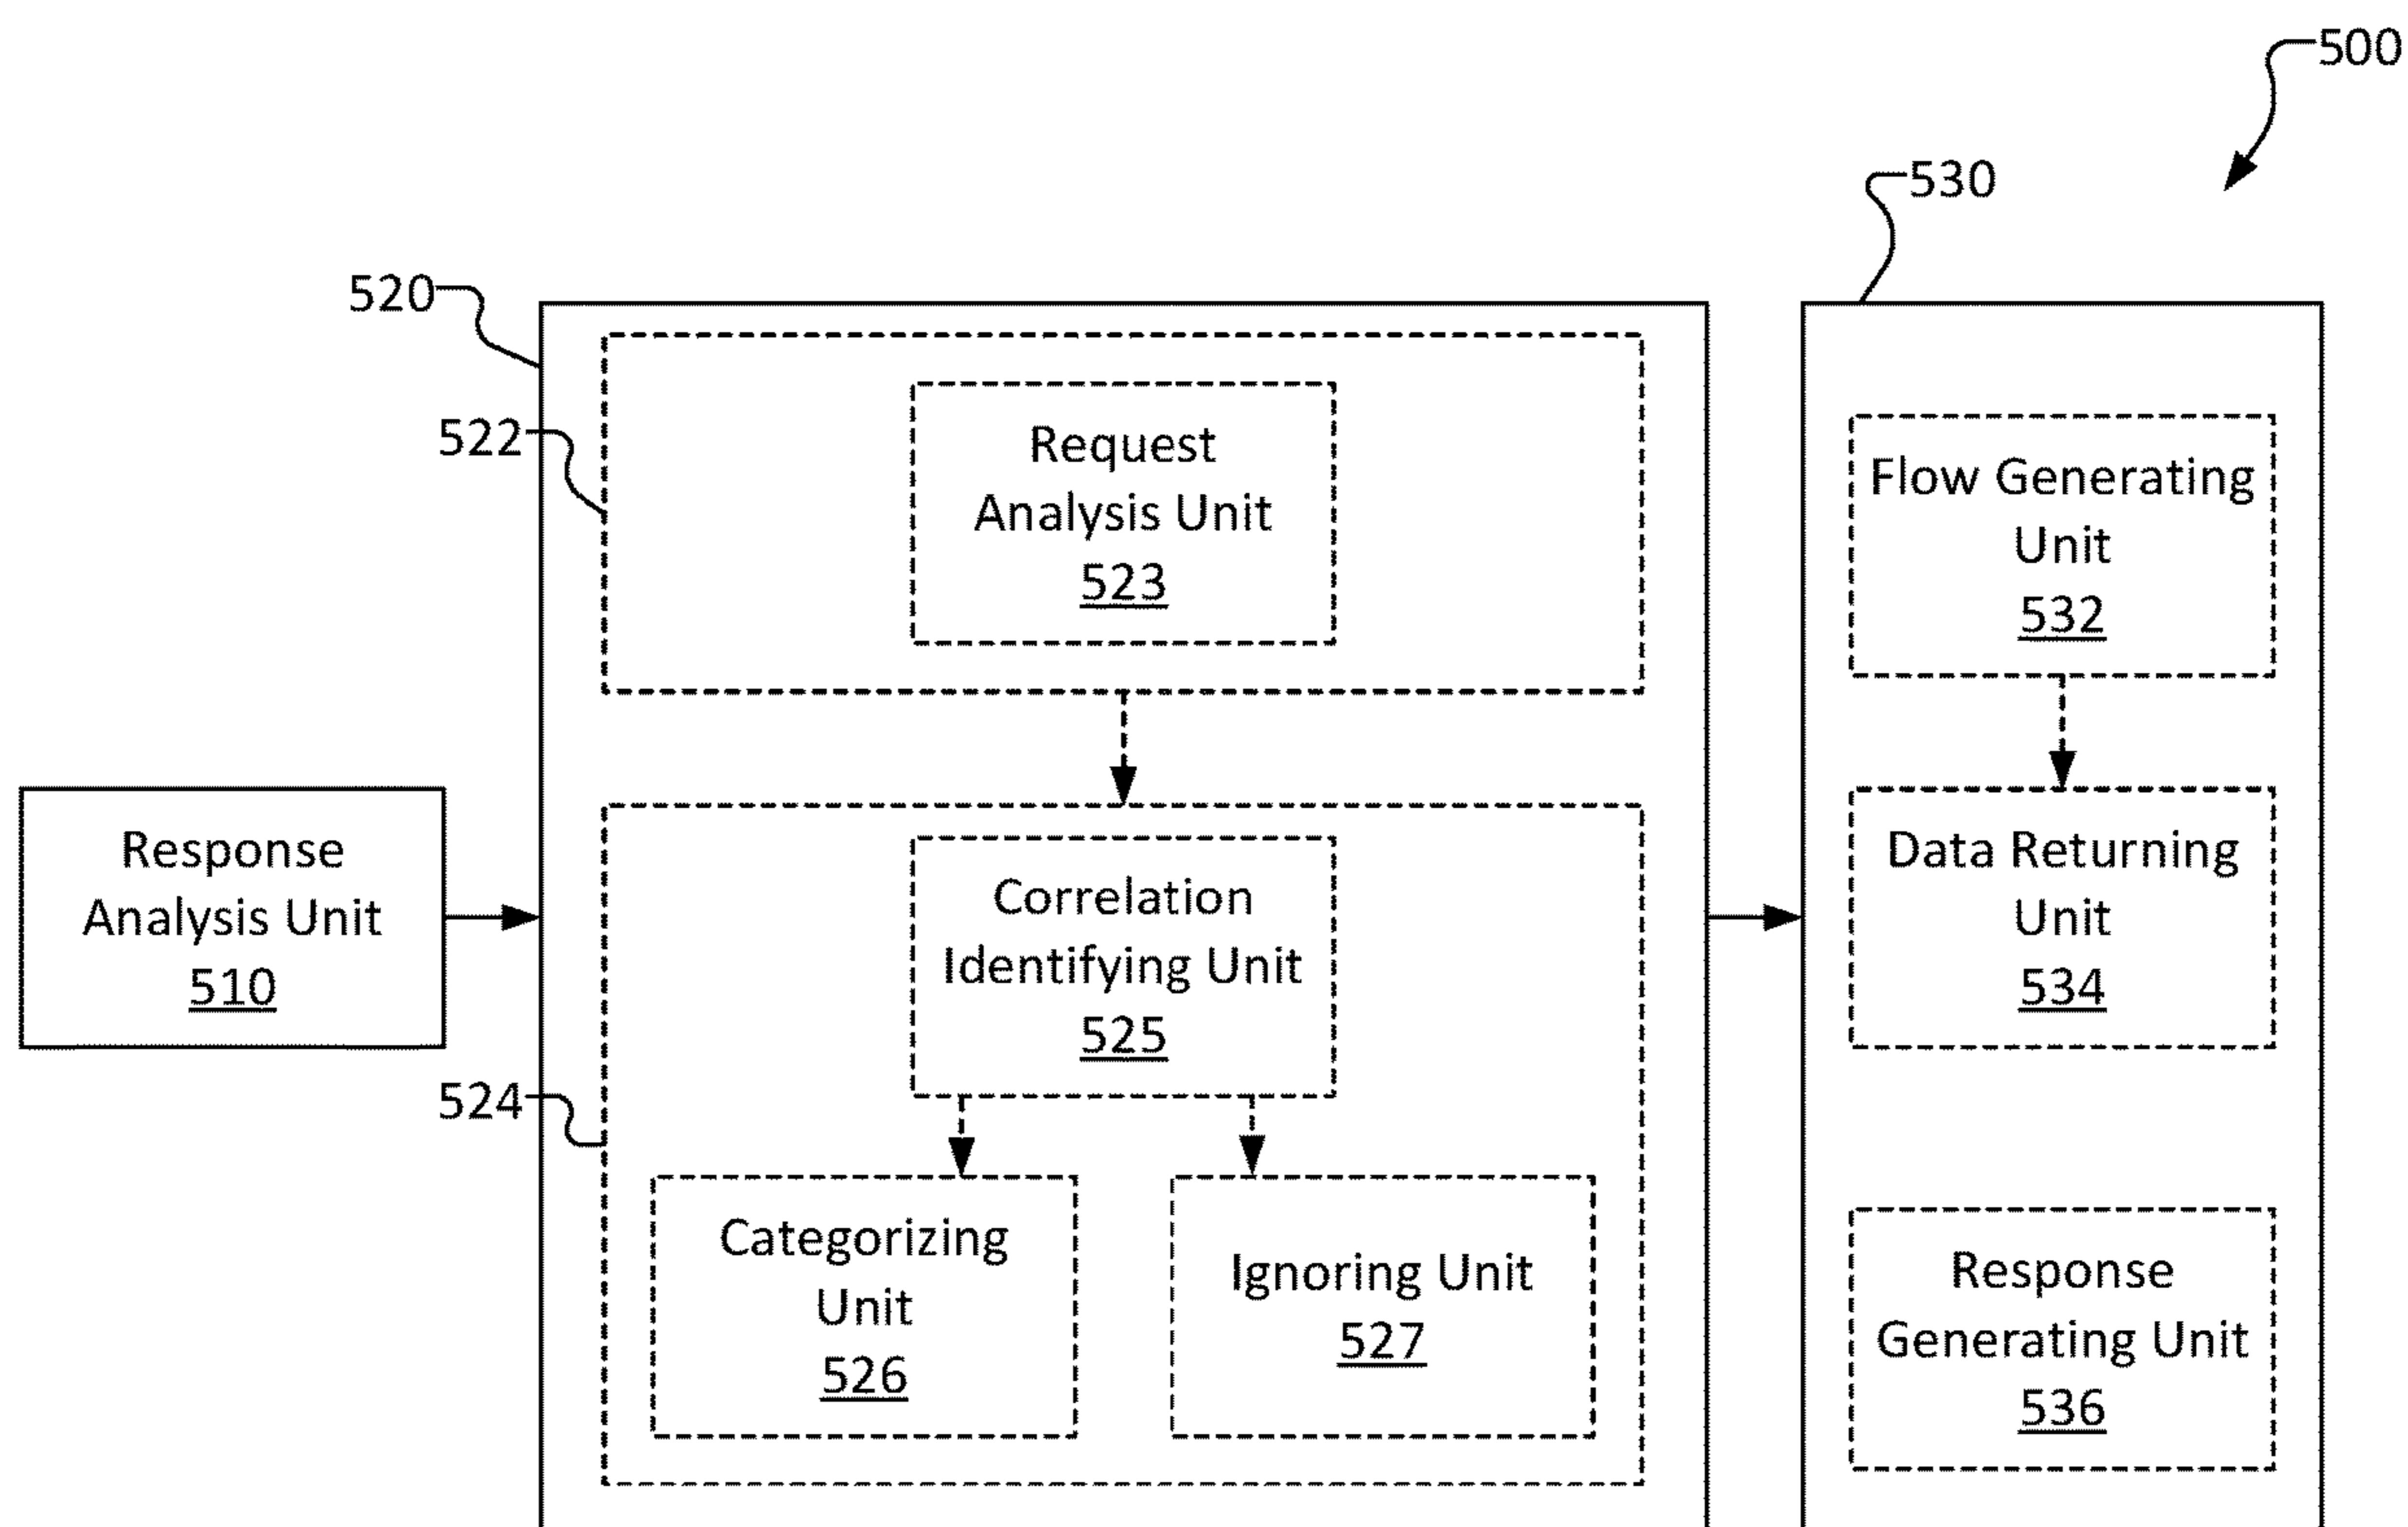 500
530
520
522
Request
Analysis Unit
523
Flow Generating
Unit
532
Response
Analysis Unit
510
Correlation
Identifying Unit
525
Data Returning
Unit
534
524
Categorizing
Unit
526
Ignoring Unit
527
Response
Generating Unit
536